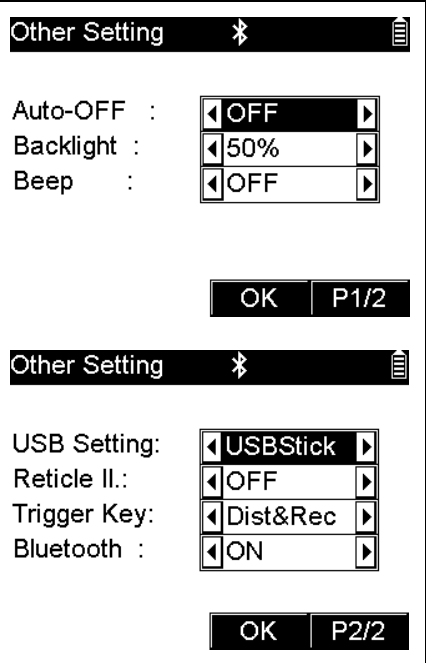 Other Setting
Auto-OFF : OFF
Backlight : 50%
Beep : OFF
OK P1/2
Other Setting
USB Setting: USBStick
Reticle Il.: OFF
Trigger Key: Dist&Rec
Bluetooth : ON
OK P2/2